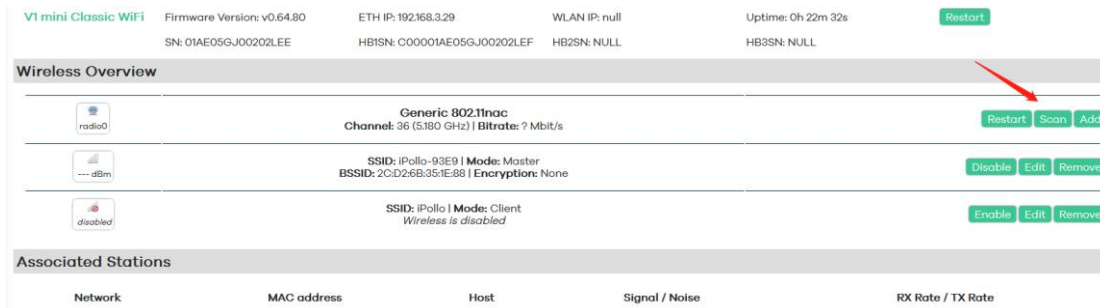 V1 mini Classic WiFi Firmware Version: v0.64.80 ETH IP: 192.168.3.29 WLAN IP: null Uptime: 0h 22m 32s Restart
SN: 01AE05GJ00202LEE HB1SN: C00001AE05GJ00202LEF HB2SN: NULL HB3SN: NULL
Wireless Overview
radio0 Generic 802.11nac Restart Scan Add
Channel: 36 (5.180 GHz) | Bitrate: ? Mbit/s
--- dBm SSID: iPollo-93E9 | Mode: Master Disable Edit Remove
BSSID: 2C:D2:6B:35:1E:88 | Encryption: None
disabled SSID: iPollo | Mode: Client Enable Edit Remove
Wireless is disabled
Associated Stations
Network MAC address Host Signal / Noise RX Rate / TX Rate